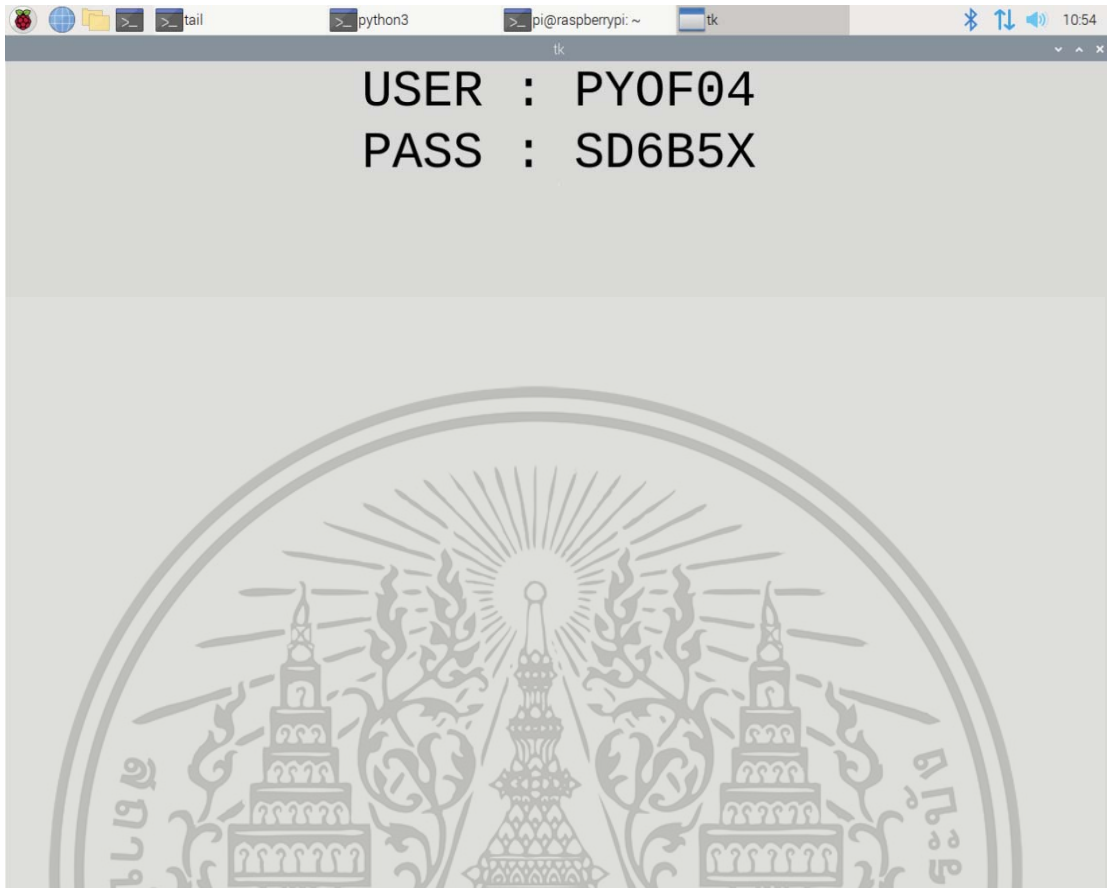 tail python3 pi@raspberrypi: ~ tk 10:54
tk
USER : PYOF04
PASS : SD6B5X